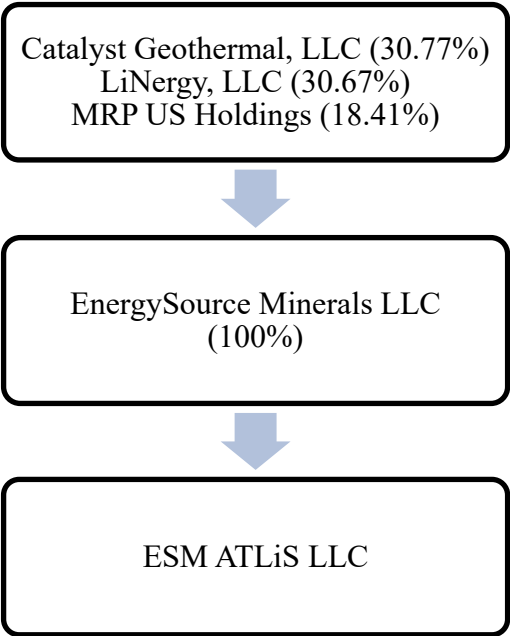 Catalyst Geothermal, LLC (30.77%)
LiNergy, LLC (30.67%)
MRP US Holdings (18.41%)
EnergySource Minerals LLC
(100%)
ESM ATLiS LLC